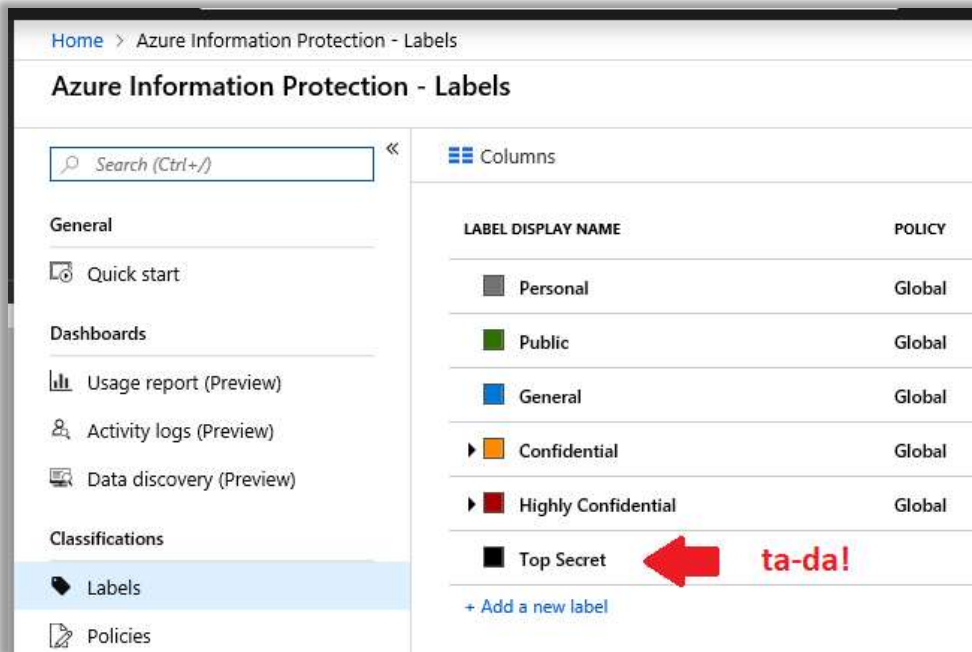 Home > Azure Information Protection - Labels
Azure Information Protection - Labels
Search (Ctrl+/)
«
General
Quick start
Dashboards
Usage report (Preview)
Activity logs (Preview)
Data discovery (Preview)
Classifications
Labels
Policies
Columns
LABEL DISPLAY NAME POLICY
Personal Global
Public Global
General Global
Confidential Global
Highly Confidential Global
Top Secret ta-da!
+ Add a new label